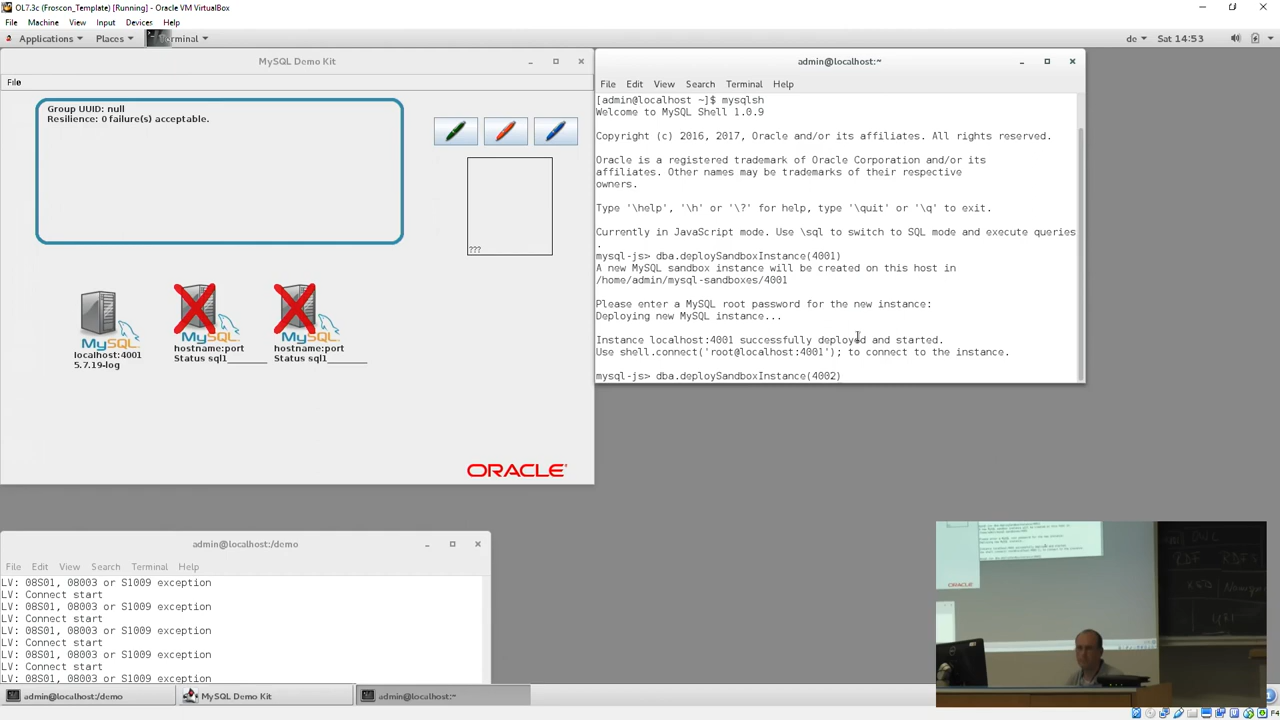 OL7.3c (Froscon_Template) [Running] - Oracle VM VirtualBox
File Machine View Input Devices Help
Applications Places Terminal de Sat 14:53
MySQL Demo Kit
File
Group UUID: null
Resilience: 0 failure(s) acceptable.
???
MySQL
localhost:4001
5.7.19-log
MySQL
hostname:port
Status sql1_______
MySQL
hostname:port
Status sql1_______
ORACLE
admin@localhost:~
File Edit View Search Terminal Help
[admin@localhost ~]$ mysqlsh
Welcome to MySQL Shell 1.0.9
Copyright (c) 2016, 2017, Oracle and/or its affiliates. All rights reserved.
Oracle is a registered trademark of Oracle Corporation and/or its
affiliates. Other names may be trademarks of their respective
owners.
Type '\help', '\h' or '\?' for help, type '\quit' or '\q' to exit.
Currently in JavaScript mode. Use \sql to switch to SQL mode and execute queries
.
mysql-js> dba.deploySandboxInstance(4001)
A new MySQL sandbox instance will be created on this host in
/home/admin/mysql-sandboxes/4001
Please enter a MySQL root password for the new instance:
Deploying new MySQL instance...
Instance localhost:4001 successfully deployed and started.
Use shell.connect('root@localhost:4001'); to connect to the instance.
mysql-js> dba.deploySandboxInstance(4002)
admin@localhost:/demo
File Edit View Search Terminal Help
LV: 08S01, 08003 or S1009 exception
LV: Connect start
LV: 08S01, 08003 or S1009 exception
LV: Connect start
LV: 08S01, 08003 or S1009 exception
LV: Connect start
LV: 08S01, 08003 or S1009 exception
LV: Connect start
LV: 08S01, 08003 or S1009 exception
ORACLE
admin@localhost:/demo MySQL Demo Kit admin@localhost:~
F4